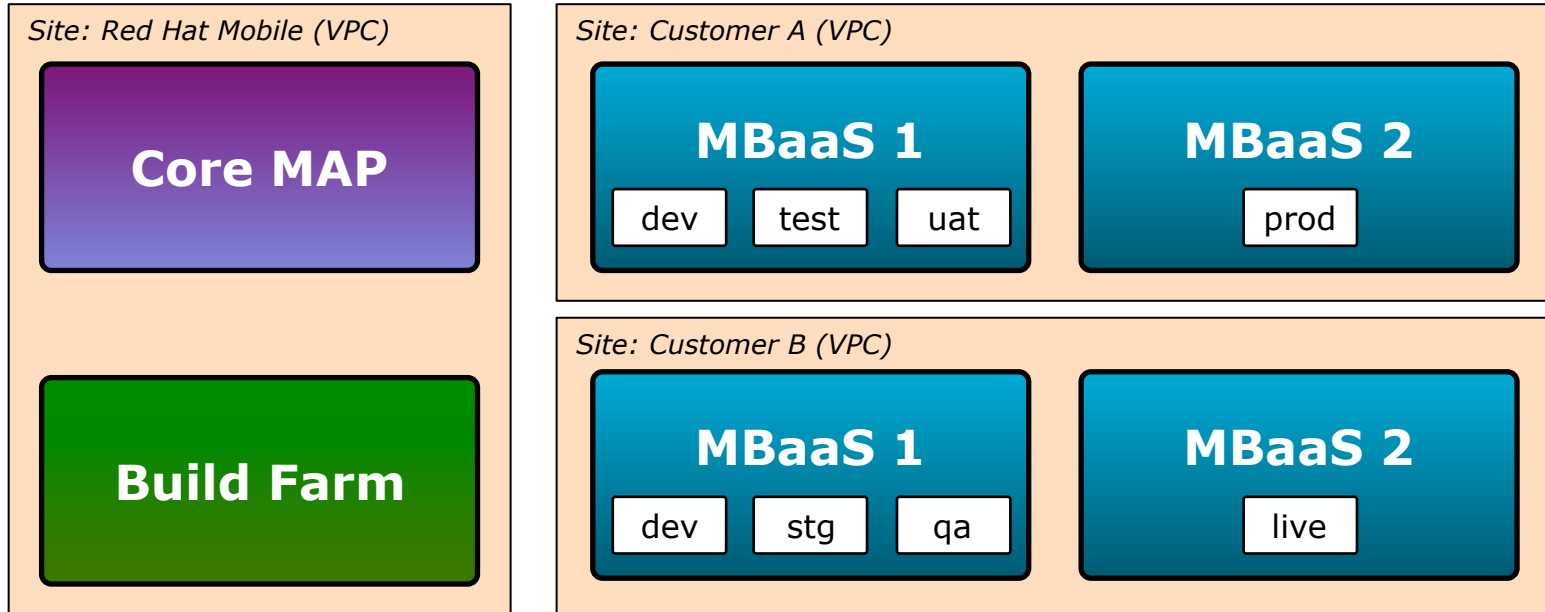 Site: Red Hat Mobile (VPC)
Core MAP
Build Farm
Site: Customer A (VPC)
MBaaS 1
dev test uat
MBaaS 2
prod
Site: Customer B (VPC)
MBaaS 1
dev stg qa
MBaaS 2
live